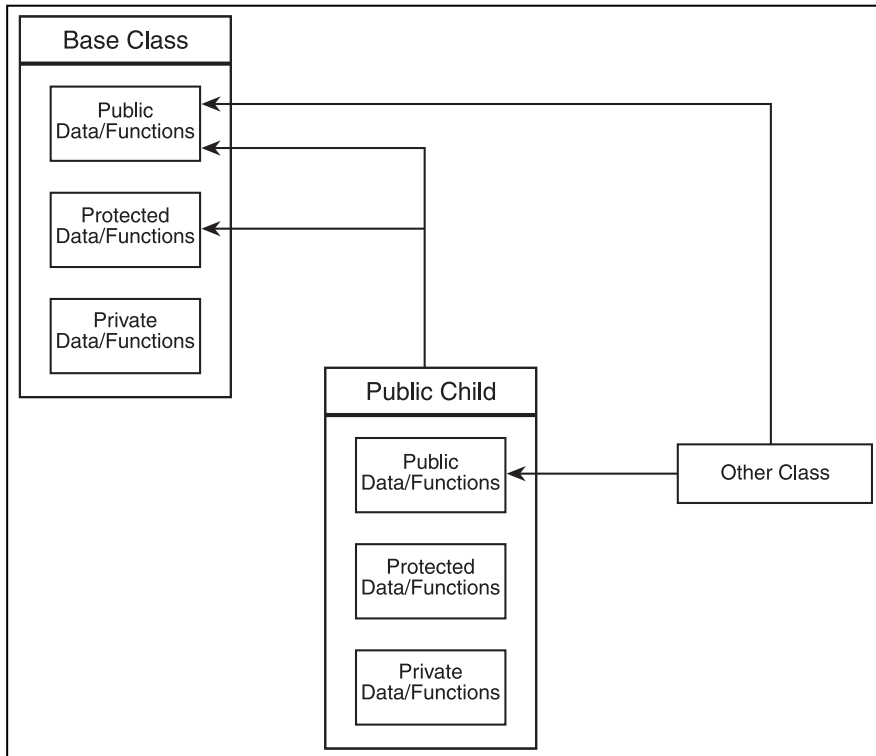 Base Class
Public
Data/Functions
Protected
Data/Functions
Private
Data/Functions
Public Child
Public
Data/Functions
Protected
Data/Functions
Private
Data/Functions
Other Class